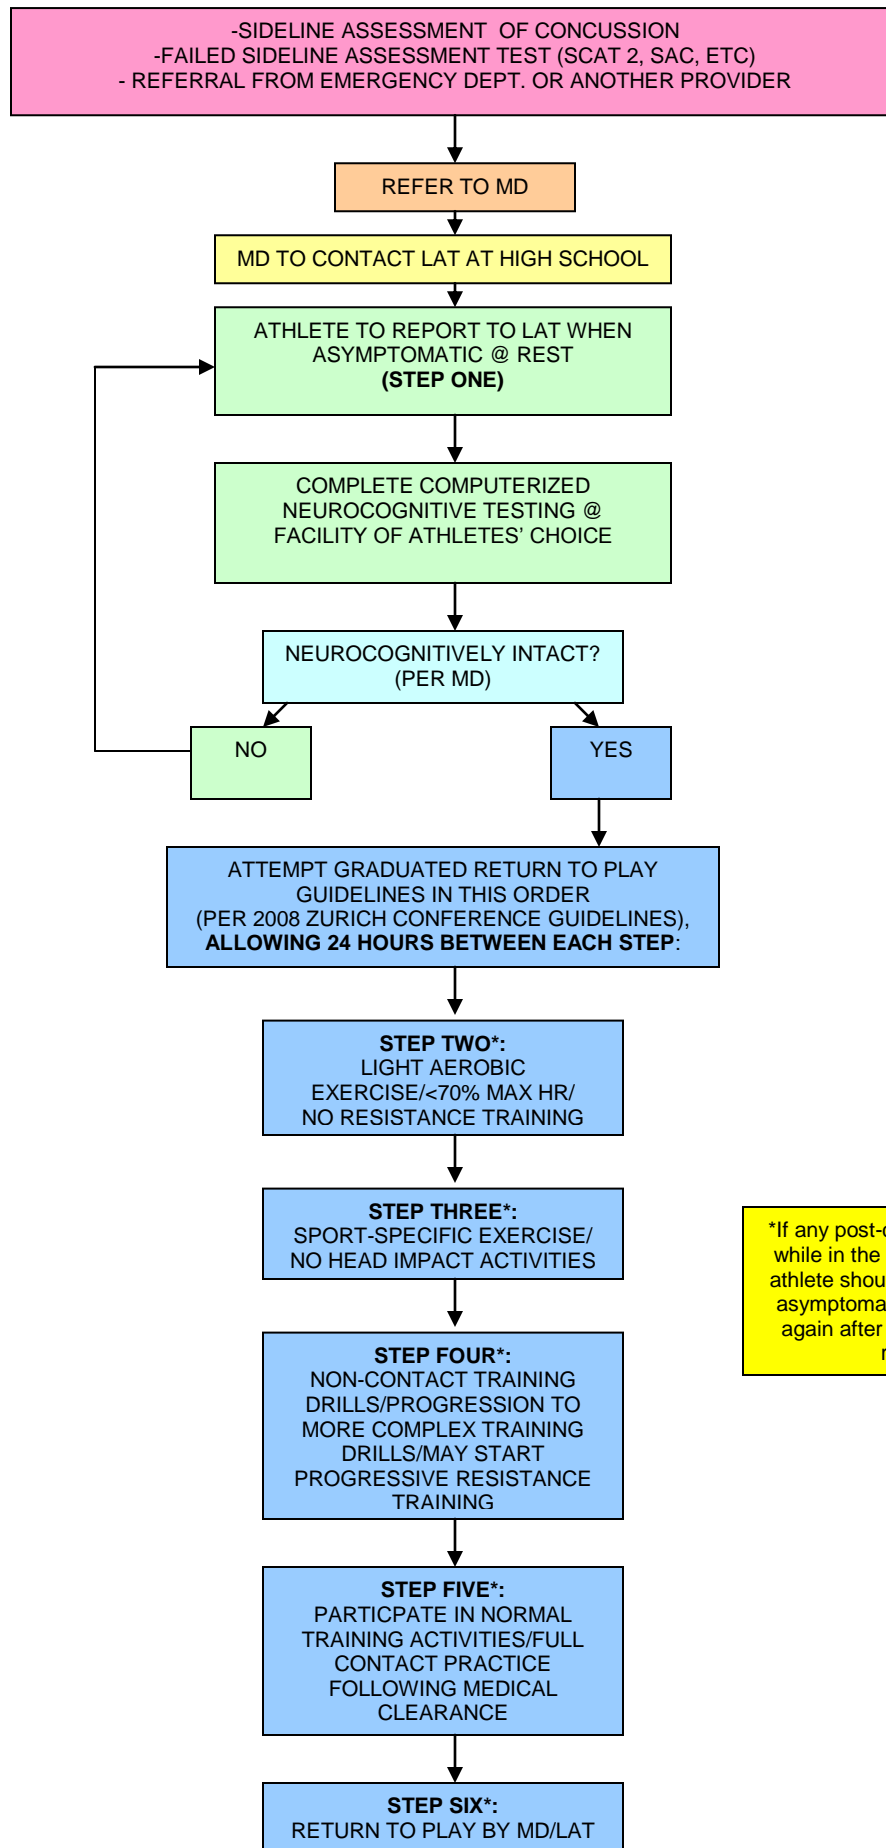 -SIDELINE ASSESSMENT OF CONCUSSION
-FAILED SIDELINE ASSESSMENT TEST (SCAT 2, SAC, ETC)
- REFERRAL FROM EMERGENCY DEPT. OR ANOTHER PROVIDER
REFER TO MD
MD TO CONTACT LAT AT HIGH SCHOOL
ATHLETE TO REPORT TO LAT WHEN
ASYMPTOMATIC @ REST
(STEP ONE)
COMPLETE COMPUTERIZED
NEUROCOGNITIVE TESTING @
FACILITY OF ATHLETES’ CHOICE
NEUROCOGNITIVELY INTACT?
(PER MD)
NO
YES
ATTEMPT GRADUATED RETURN TO PLAY
GUIDELINES IN THIS ORDER
(PER 2008 ZURICH CONFERENCE GUIDELINES),
ALLOWING 24 HOURS BETWEEN EACH STEP:
STEP TWO*:
LIGHT AEROBIC
EXERCISE/<70% MAX HR/
NO RESISTANCE TRAINING
STEP THREE*:
SPORT-SPECIFIC EXERCISE/
NO HEAD IMPACT ACTIVITIES
*If any post-
while in the
athlete shou
asymptoma
again after
STEP FOUR*:
NON-CONTACT TRAINING
DRILLS/PROGRESSION TO
MORE COMPLEX TRAINING
DRILLS/MAY START
PROGRESSIVE RESISTANCE
TRAINING
STEP FIVE*:
PARTICPATE IN NORMAL
TRAINING ACTIVITIES/FULL
CONTACT PRACTICE
FOLLOWING MEDICAL
CLEARANCE
STEP SIX*:
RETURN TO PLAY BY MD/LAT